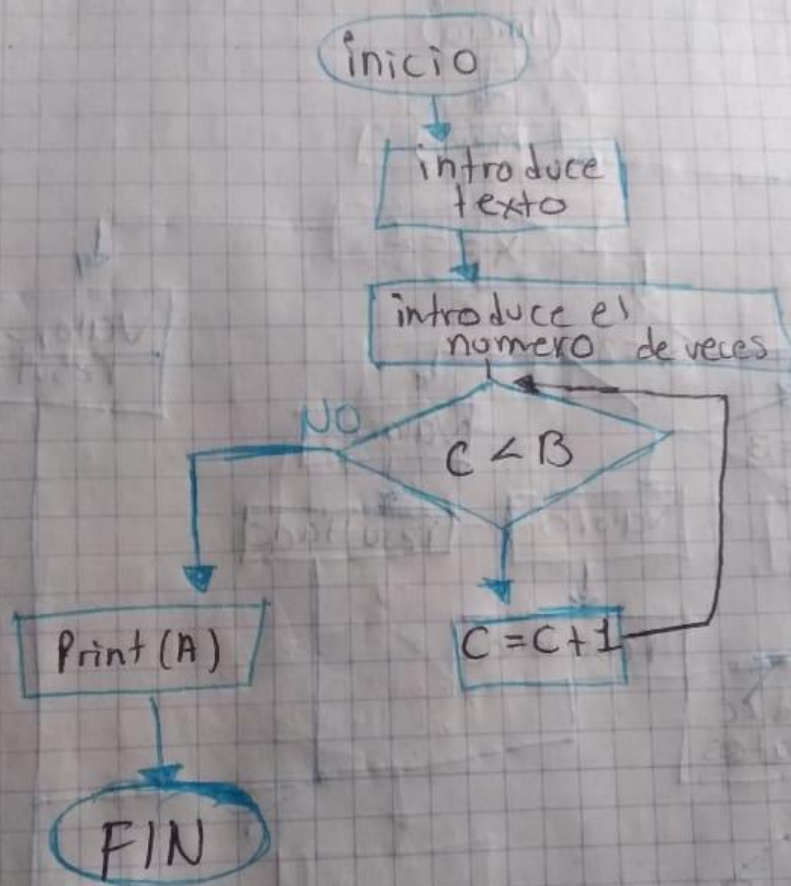 inicio
introduce
texto
introduce el
numero de veces
NO
C < B
Print (A)
C = C + 1
FIN